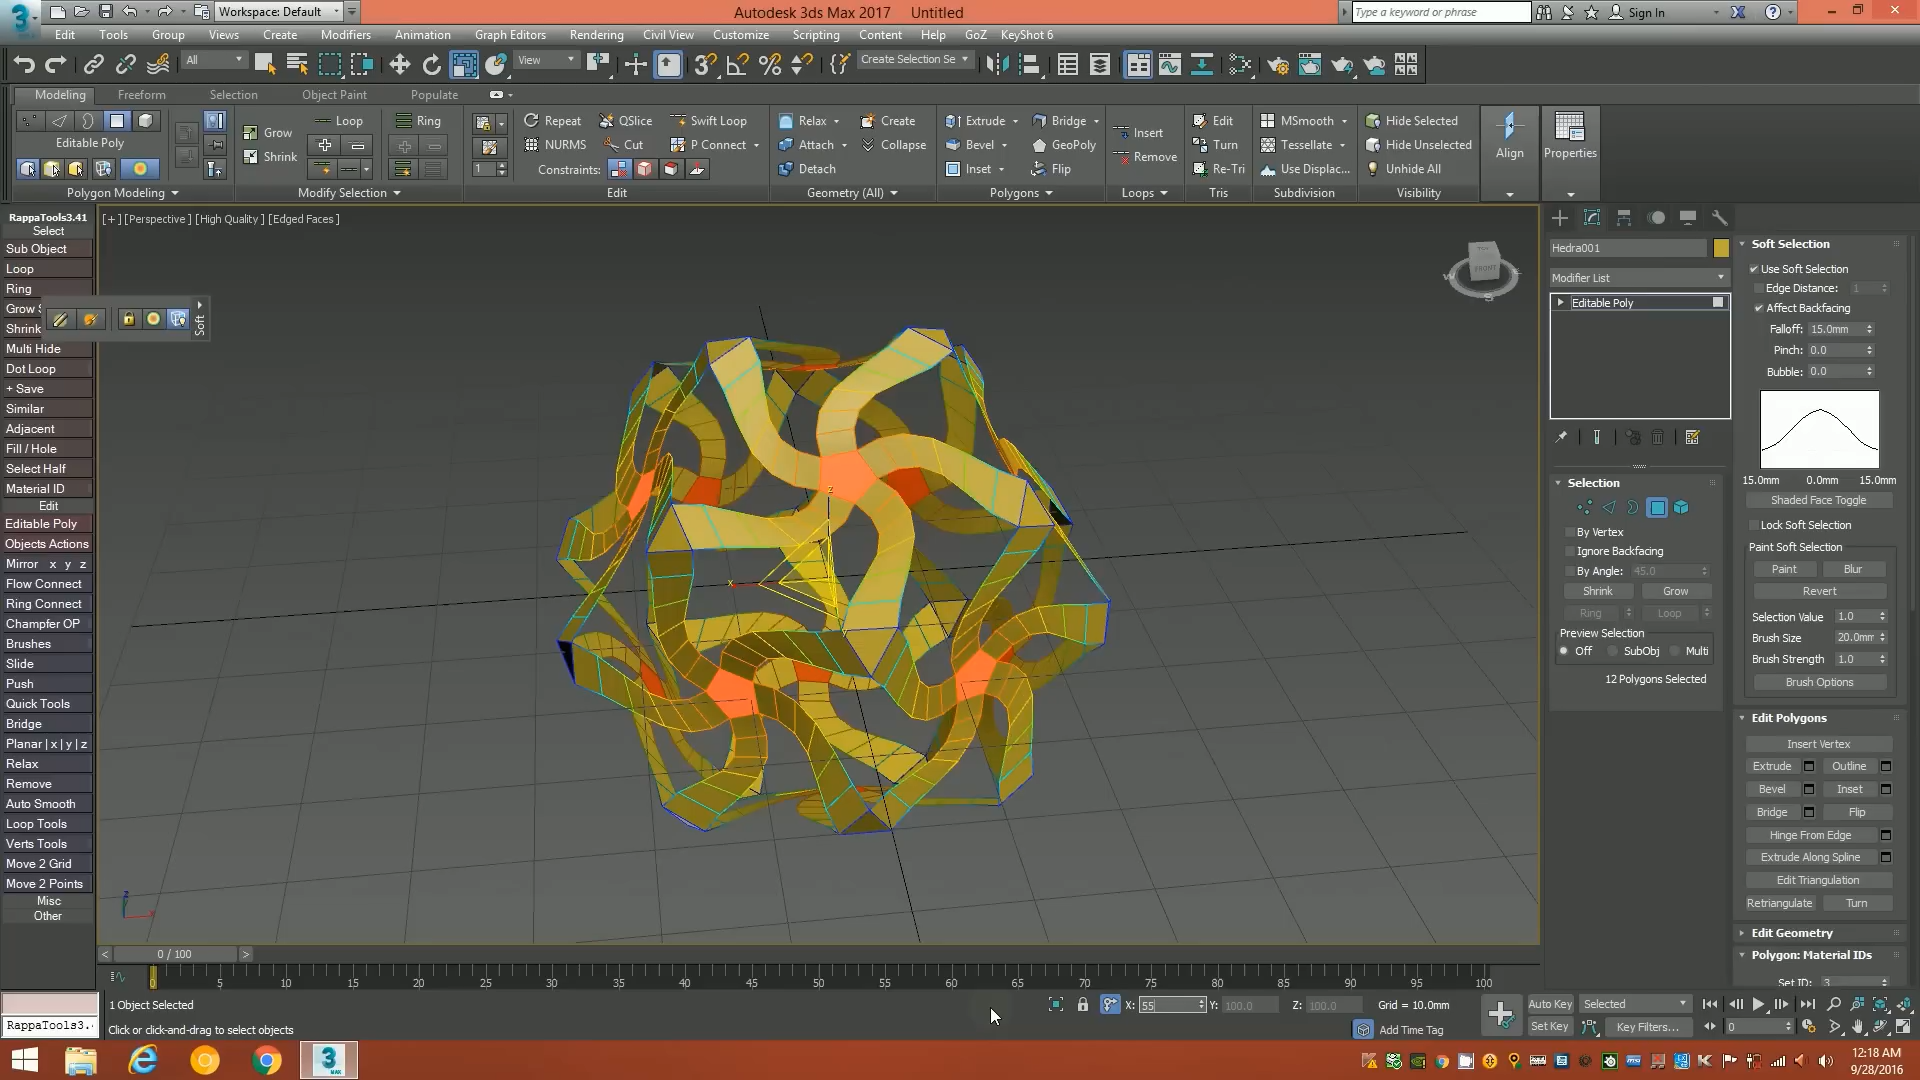 3 Workspace: Default Autodesk 3ds Max 2017 Untitled Type a keyword or phrase Sign In
Edit Tools Group Views Create Modifiers Animation Graph Editors Rendering Civil View Customize Scripting Content Help GoZ KeyShot 6
All View Create Selection Se
Modeling Freeform Selection Object Paint Populate
Loop Ring Repeat QSlice Swift Loop Relax Create Extrude Bridge Insert Edit MSmooth Hide Selected
Editable Poly Grow NURMS Cut P Connect Attach Collapse Bevel GeoPoly Remove Turn Tessellate Hide Unselected Align Properties
Shrink 1 Constraints: Detach Inset Flip Re-Tri Use Displac... Unhide All
Polygon Modeling Modify Selection Edit Geometry (All) Polygons Loops Tris Subdivision Visibility
RappaTools3.41
Select
Sub Object
Loop
Ring
Grow S
Shrink
Soft
Multi Hide
Dot Loop
+ Save
Similar
Adjacent
Fill / Hole
Select Half
Material ID
Edit
Editable Poly
Objects Actions
Mirror x y z
Flow Connect
Ring Connect
Champfer OP
Brushes
Slide
Push
Quick Tools
Bridge
Planar | x | y | z
Relax
Remove
Auto Smooth
Loop Tools
Verts Tools
Move 2 Grid
Move 2 Points
Misc
Other
[ + ] [Perspective ] [High Quality ] [Edged Faces ]
TOP
FRONT
W
S
z
x
z
x
Hedra001
Modifier List
Editable Poly
Selection
By Vertex
Ignore Backfacing
By Angle: 45.0
Shrink Grow
Ring Loop
Preview Selection
Off SubObj Multi
12 Polygons Selected
Soft Selection
Use Soft Selection
Edge Distance: 1
Affect Backfacing
Falloff: 15.0mm
Pinch: 0.0
Bubble: 0.0
15.0mm 0.0mm 15.0mm
Shaded Face Toggle
Lock Soft Selection
Paint Soft Selection
Paint Blur
Revert
Selection Value 1.0
Brush Size 20.0mm
Brush Strength 1.0
Brush Options
Edit Polygons
Insert Vertex
Extrude Outline
Bevel Inset
Bridge Flip
Hinge From Edge
Extrude Along Spline
Edit Triangulation
Retriangulate Turn
Edit Geometry
Polygon: Material IDs
Set ID: 3
< 0 / 100 >
0 5 10 15 20 25 30 35 40 45 50 55 60 65 70 75 80 85 90 95 100
1 Object Selected X: 55 Y: 100.0 Z: 100.0 Grid = 10.0mm Auto Key Selected
RappaTools3. Click or click-and-drag to select objects Add Time Tag Set Key Key Filters... 0
12:18 AM
9/28/2016